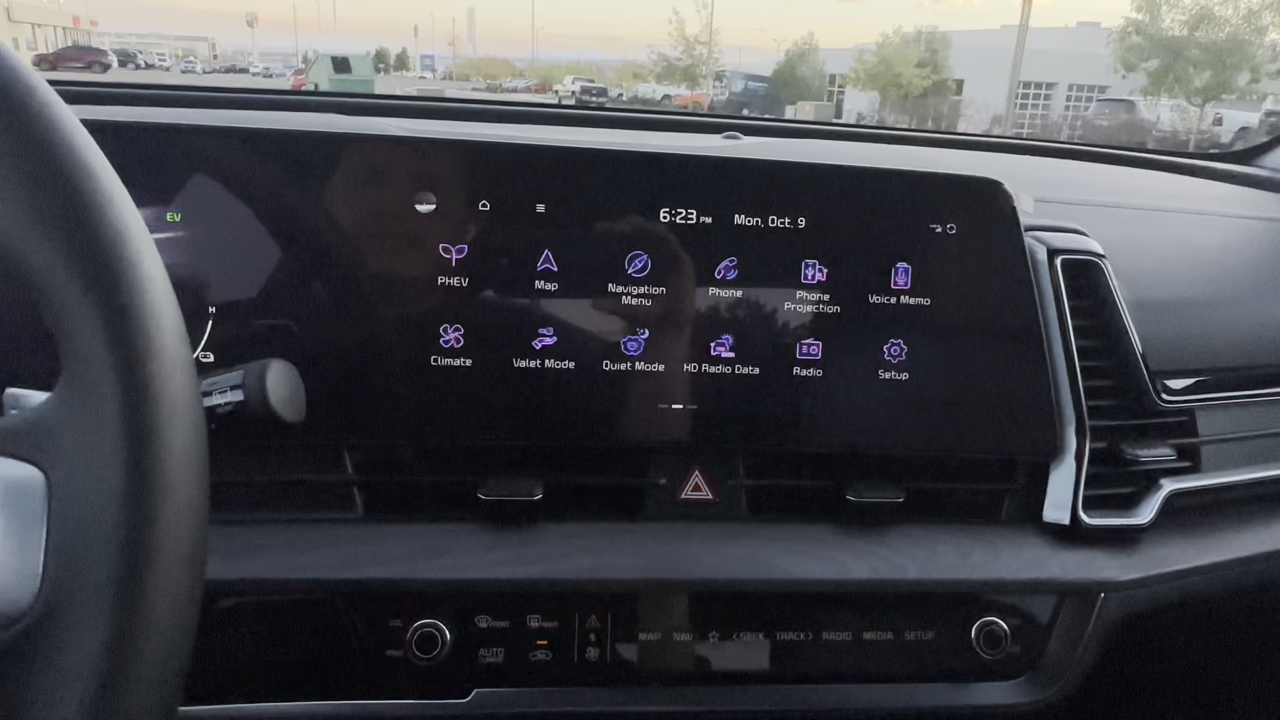 EV
6:23 PM Mon, Oct. 9
H
PHEV
Map
Navigation
Menu
Phone
Phone
Projection
Voice Memo
Climate
Valet Mode
Quiet Mode
HD Radio Data
Radio
Setup
AUTO
CLIMATE
MAP NAV ☆ <SEEK TRACK> RADIO MEDIA SETUP